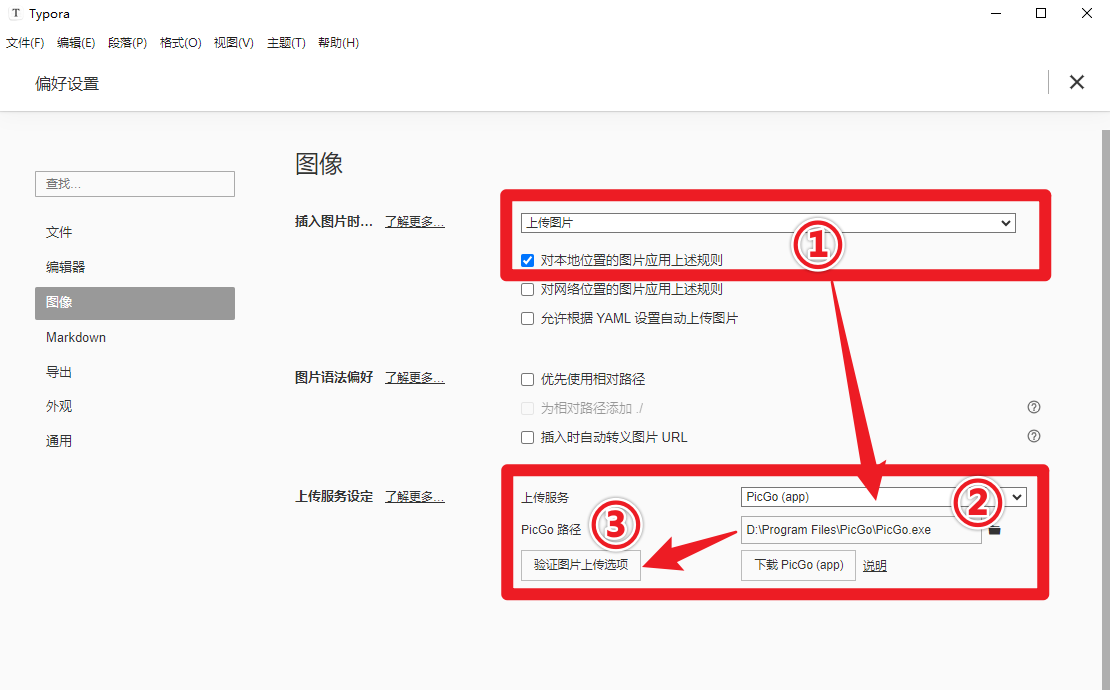 T Typora
文件(F) 编辑(E) 段落(P) 格式(O) 视图(V) 主题(T) 帮助(H)
偏好设置
查找...
文件
编辑器
图像
Markdown
导出
外观
通用
图像
插入图片时... 了解更多...
上传图片
①
对本地位置的图片应用上述规则
对网络位置的图片应用上述规则
允许根据 YAML 设置自动上传图片
图片语法偏好 了解更多...
优先使用相对路径
为相对路径添加 ./ ?
插入时自动转义图片 URL ?
上传服务设定 了解更多...
上传服务 PicGo (app) ②
PicGo 路径 ③ D:\Program Files\PicGo\PicGo.exe
验证图片上传选项 下载 PicGo (app) 说明